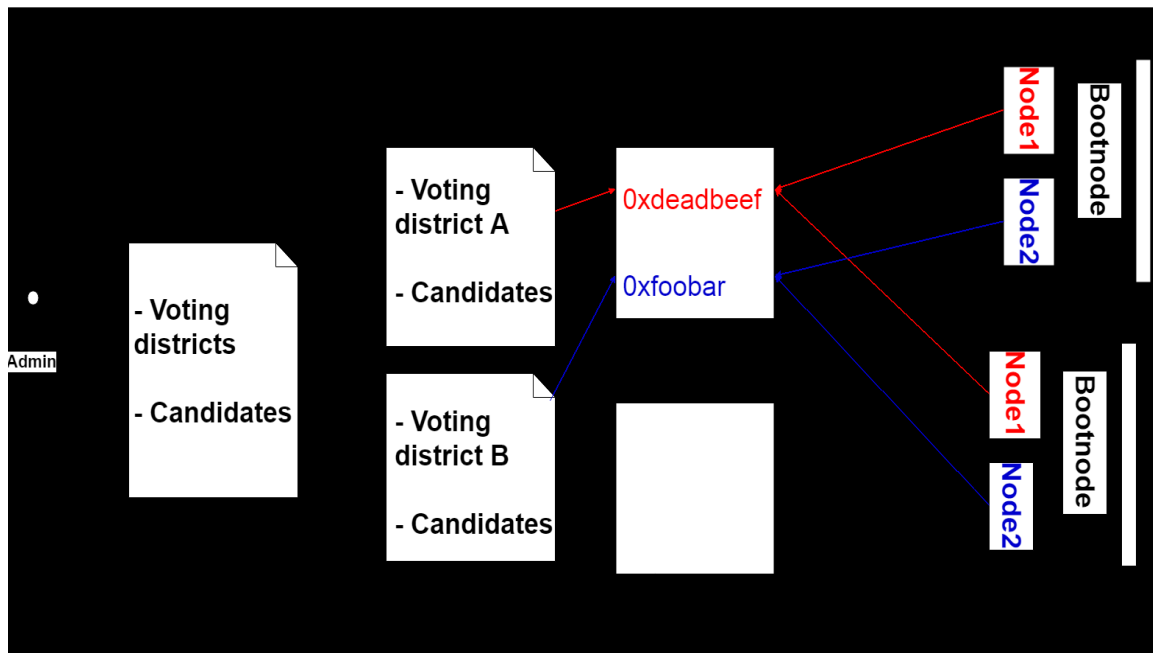 Admin
- Voting
districts
- Candidates
- Voting
district A
- Candidates
- Voting
district B
- Candidates
0xdeadbeef
0xfoobar
Node1
Node2
Bootnode
Node1
Node2
Bootnode